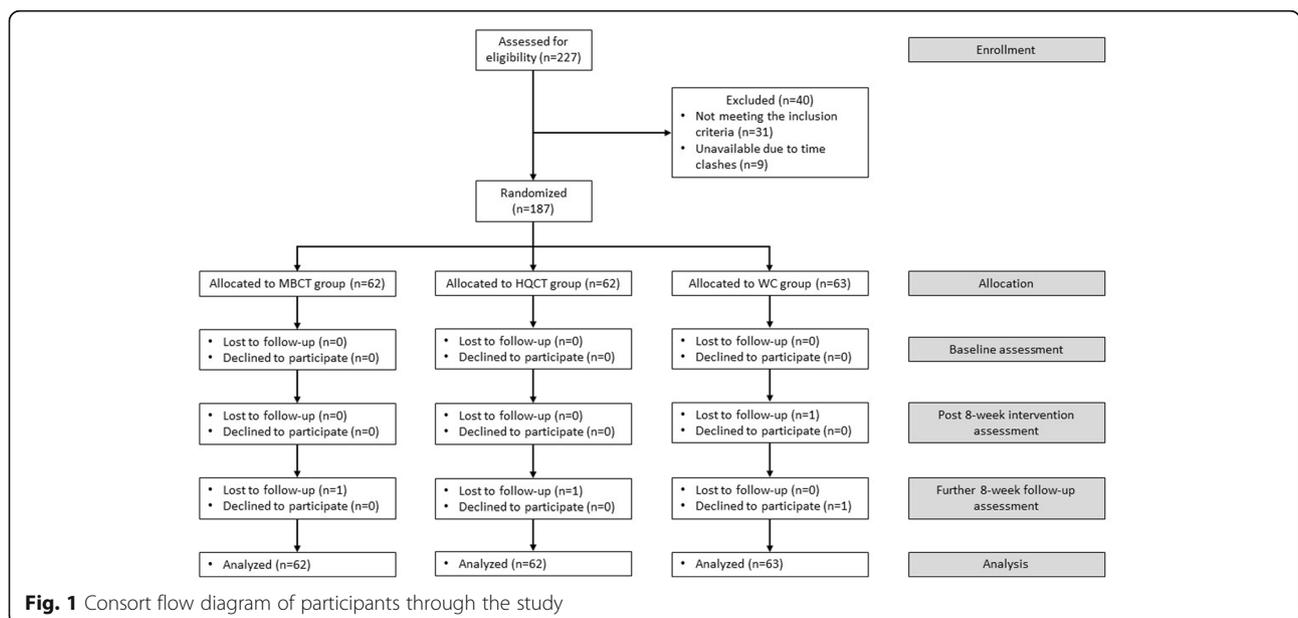 Assessed for
eligibility (n=227)
Enrollment
Excluded (n=40)
• Not meeting the inclusion
criteria (n=31)
• Unavailable due to time
clashes (n=9)
Randomized
(n=187)
Allocated to MBCT group (n=62)
Allocated to HQCT group (n=62)
Allocated to WC group (n=63)
Allocation
• Lost to follow-up (n=0)
• Declined to participate (n=0)
• Lost to follow-up (n=0)
• Declined to participate (n=0)
• Lost to follow-up (n=0)
• Declined to participate (n=0)
Baseline assessment
• Lost to follow-up (n=0)
• Declined to participate (n=0)
• Lost to follow-up (n=0)
• Declined to participate (n=0)
• Lost to follow-up (n=1)
• Declined to participate (n=0)
Post 8-week intervention
assessment
• Lost to follow-up (n=1)
• Declined to participate (n=0)
• Lost to follow-up (n=1)
• Declined to participate (n=0)
• Lost to follow-up (n=0)
• Declined to participate (n=1)
Further 8-week follow-up
assessment
• Analyzed (n=62)
• Analyzed (n=62)
• Analyzed (n=63)
Analysis
Fig. 1 Consort flow diagram of participants through the study